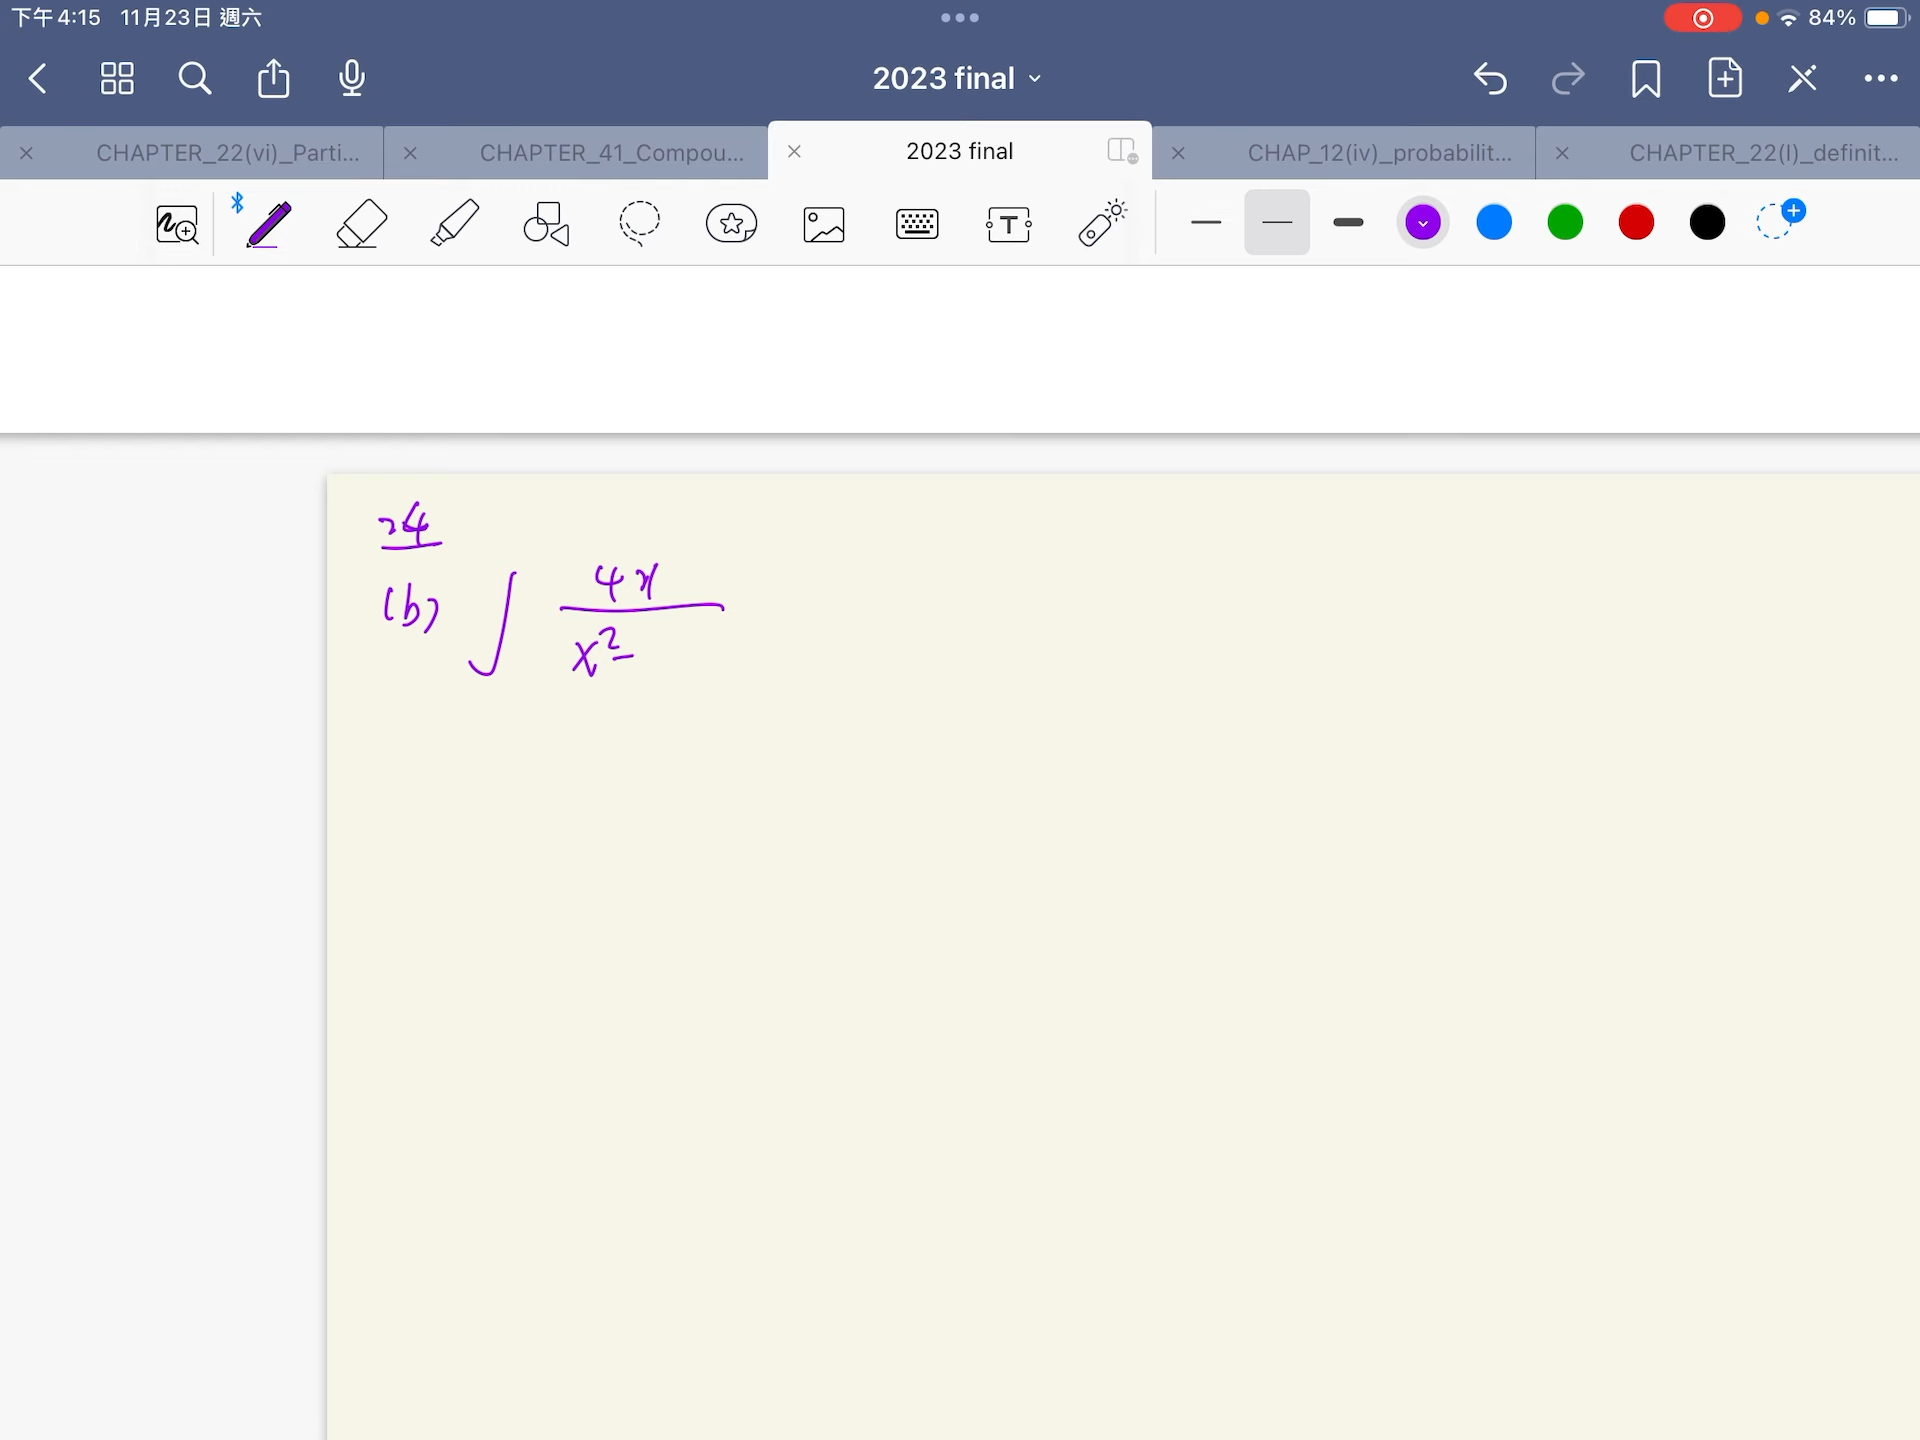 下午4:15 11月23日 週六 84%
2023 final
CHAPTER_22(vi)_Parti... CHAPTER_41_Compou... 2023 final CHAP_12(iv)_probabilit... CHAPTER_22(I)_definit...
T
24
(b) ∫ 4x
x² −